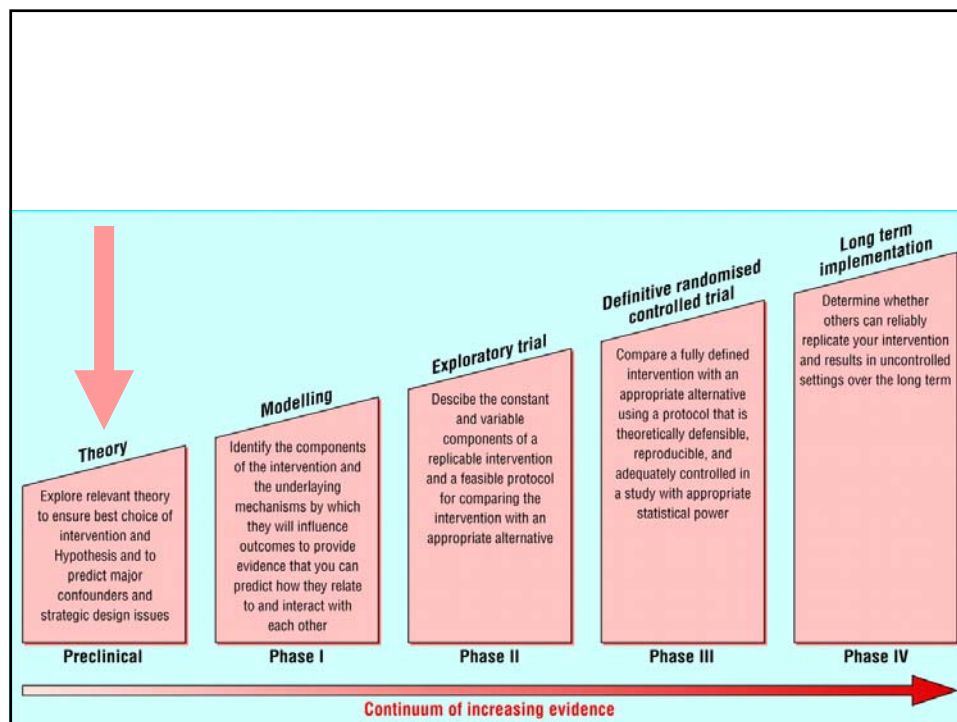 Theory
Explore relevant theory
to ensure best choice of
intervention and
Hypothesis and to
predict major
confounders and
strategic design issues
Preclinical
Modelling
Identify the components
of the intervention and
the underlaying
mechanisms by which
they will influence
outcomes to provide
evidence that you can
predict how they relate
to and interact with
each other
Phase I
Exploratory trial
Descibe the constant
and variable
components of a
replicable intervention
and a feasible protocol
for comparing the
intervention with an
appropriate alternative
Phase II
Definitive randomised
controlled trial
Compare a fully defined
intervention with an
appropriate alternative
using a protocol that is
theoretically defensible,
reproducible, and
adequately controlled in
a study with appropriate
statistical power
Phase III
Long term
implementation
Determine whether
others can reliably
replicate your intervention
and results in uncontrolled
settings over the long term
Phase IV
Continuum of increasing evidence